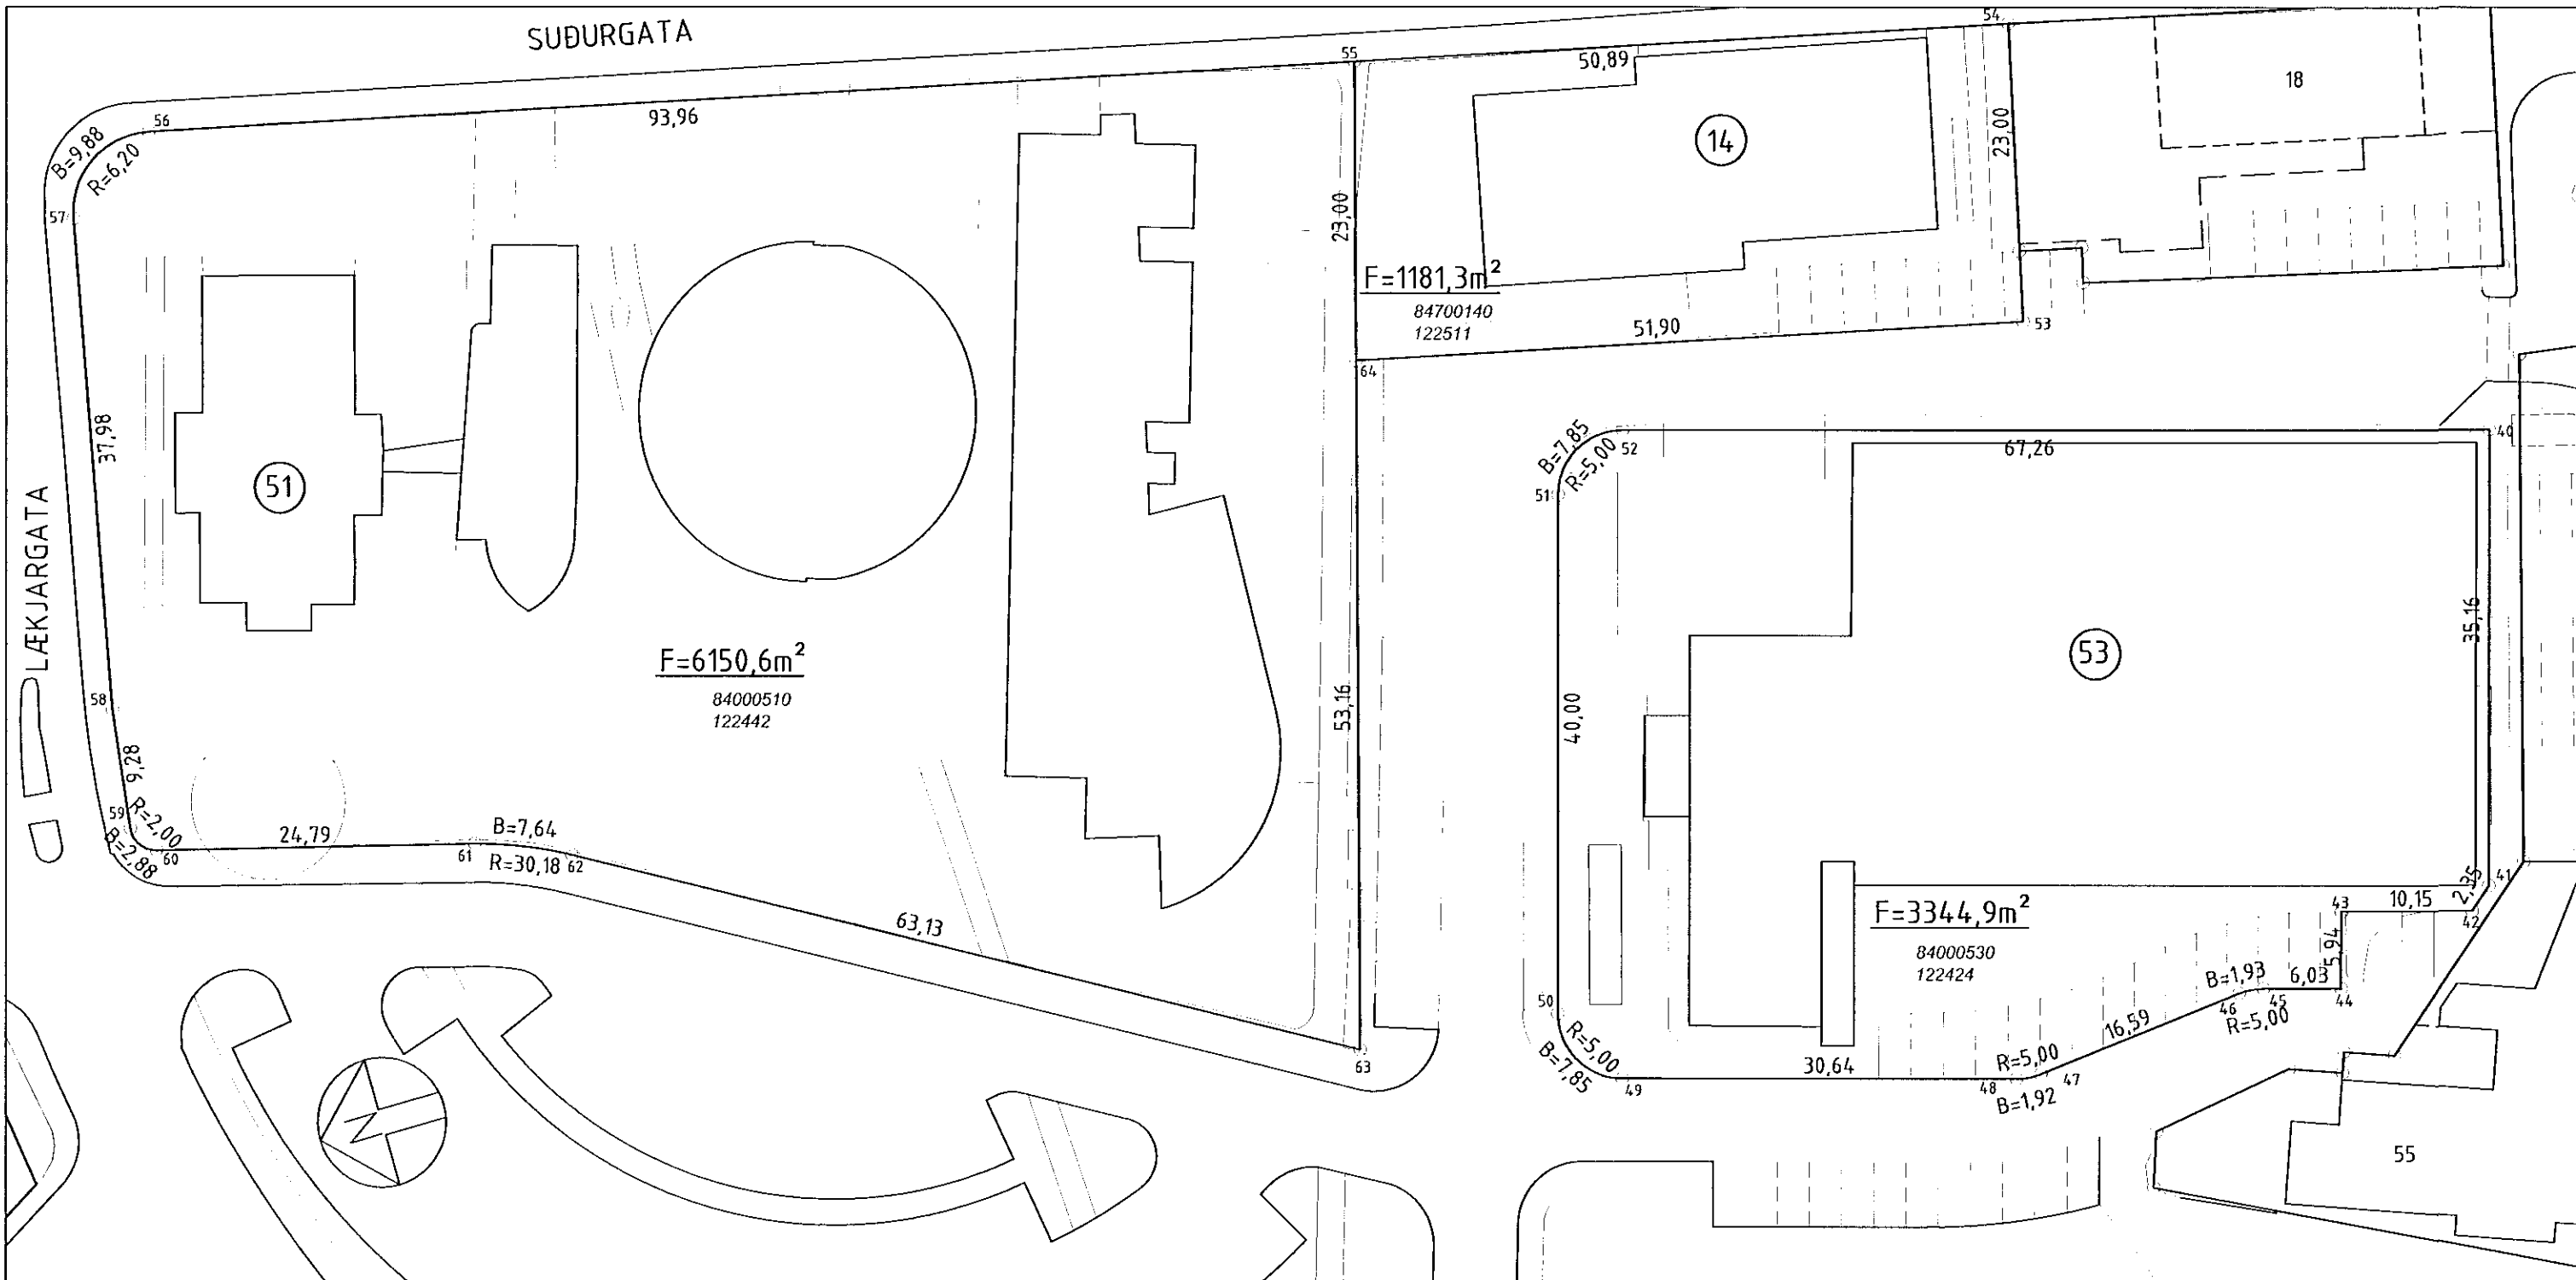 SUÐURGATA
54
55
50,89
18
56
93,96
B=9,88
R=6,20
14
23,00
57
23,00
F=1181,3m²
84700140
122511
51,90
53
64
37,98
B=7,85
R=5,00
52
67,26
40
51
51
LÆKJARGATA
F=6150,6m²
84000510
122442
53
35,16
53,16
40,00
58
9,28
59
R=2,00
B=2,88
60
24,79
61
B=7,64
R=30,18
62
63,13
41
2,35
10,15
43
42
F=3344,9m²
84000530
122424
5,94
B=1,93
6,03
45
44
46
R=5,00
16,59
50
R=5,00
B=7,85
49
30,64
R=5,00
48
47
B=1,92
63
N
55